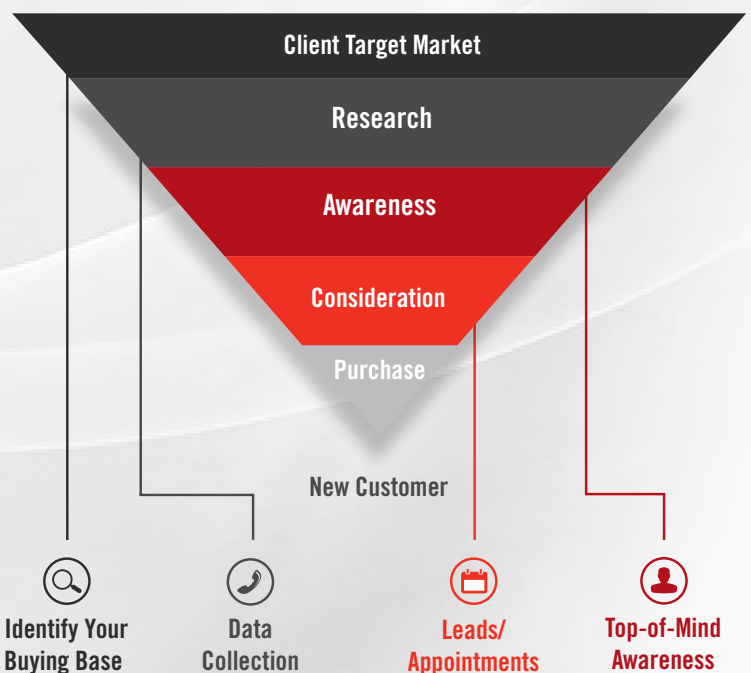 Client Target Market
Research
Awareness
Consideration
Purchase
New Customer
Identify Your
Buying Base
Data
Collection
Leads/
Appointments
Top-of-Mind
Awareness